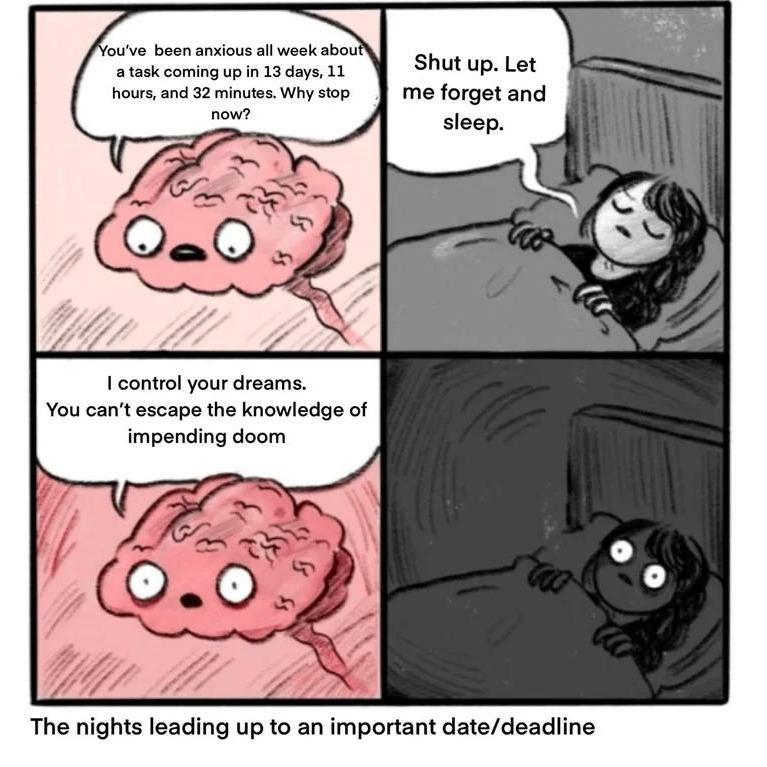 You've been anxious all week about
a task coming up in 13 days, 11
hours, and 32 minutes. Why stop
now?
Shut up. Let
me forget and
sleep.
I control your dreams.
You can't escape the knowledge of
impending doom
The nights leading up to an important date/deadline